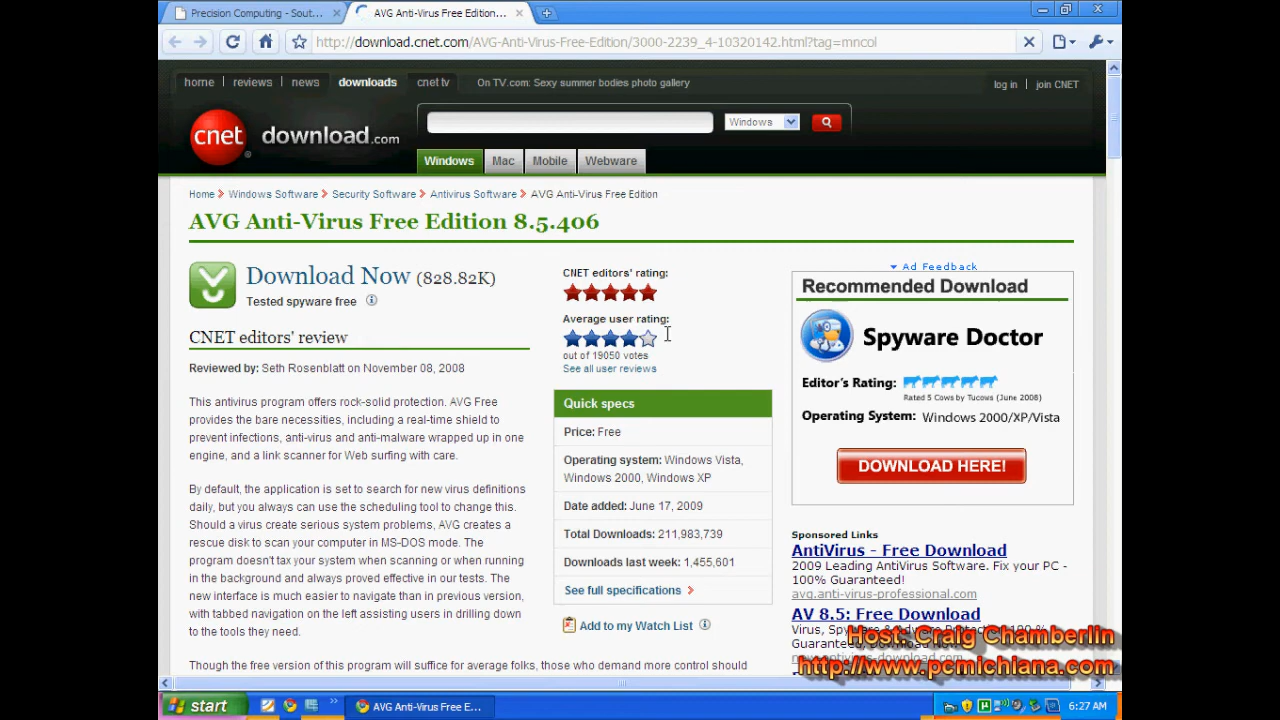 Precision Computing - Sout...
AVG Anti-Virus Free Edition...
http://download.cnet.com/AVG-Anti-Virus-Free-Edition/3000-2239_4-10320142.html?tag=mncol
home | reviews | news downloads cnet tv On TV.com: Sexy summer bodies photo gallery
log in | join CNET
cnet download.com
Windows
Windows Mac Mobile Webware
Home Windows Software Security Software Antivirus Software AVG Anti-Virus Free Edition
AVG Anti-Virus Free Edition 8.5.406
Download Now (828.82K)
Tested spyware free
CNET editors' review
Reviewed by: Seth Rosenblatt on November 08, 2008
This antivirus program offers rock-solid protection. AVG Free
provides the bare necessities, including a real-time shield to
prevent infections, anti-virus and anti-malware wrapped up in one
engine, and a link scanner for Web surfing with care.
By default, the application is set to search for new virus definitions
daily, but you always can use the scheduling tool to change this.
Should a virus create serious system problems, AVG creates a
rescue disk to scan your computer in MS-DOS mode. The
program doesn't tax your system when scanning or when running
in the background and always proved effective in our tests. The
new interface is much easier to navigate than in previous version,
with tabbed navigation on the left assisting users in drilling down
to the tools they need.
Though the free version of this program will suffice for average folks, those who demand more control should
CNET editors' rating:
Average user rating:
out of 19050 votes
See all user reviews
Quick specs
Price: Free
Operating system: Windows Vista,
Windows 2000, Windows XP
Date added: June 17, 2009
Total Downloads: 211,983,739
Downloads last week: 1,455,601
See full specifications
Add to my Watch List
Ad Feedback
Recommended Download
Spyware Doctor
Editor's Rating:
Rated 5 Cows by Tucows (June 2008)
Operating System: Windows 2000/XP/Vista
DOWNLOAD HERE!
Sponsored Links
AntiVirus - Free Download
2009 Leading AntiVirus Software. Fix your PC -
100% Guaranteed!
avg.anti-virus-professional.com
AV 8.5: Free Download
Virus,
Guaranteed,
Host: Craig Chamberlin
http://www.pcmichiana.com
start
AVG Anti-Virus Free E...
6:27 AM